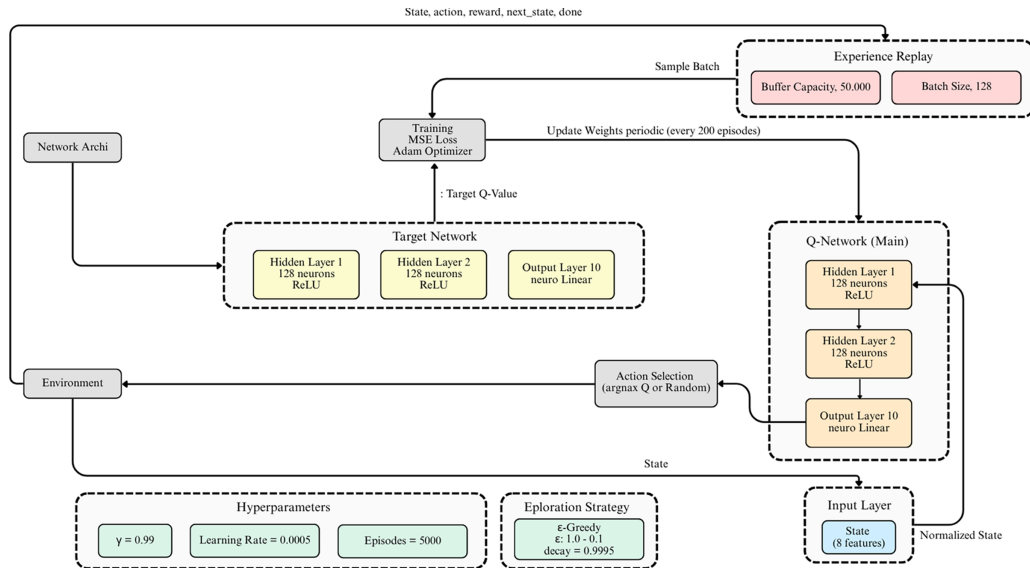 State, action, reward, next_state, done
Experience Replay
Buffer Capacity, 50.000
Batch Size, 128
Sample Batch
Training
MSE Loss
Adam Optimizer
Update Weights periodic (every 200 episodes)
Network Archi
: Target Q-Value
Target Network
Hidden Layer 1
128 neurons
ReLU
Hidden Layer 2
128 neurons
ReLU
Output Layer 10
neuro Linear
Q-Network (Main)
Hidden Layer 1
128 neurons
ReLU
Hidden Layer 2
128 neurons
ReLU
Output Layer 10
neuro Linear
Environment
Action Selection
(argnax Q or Random)
State
Input Layer
State
(8 features)
Normalized State
Hyperparameters
γ = 0.99
Learning Rate = 0.0005
Episodes = 5000
Eploration Strategy
ε-Greedy
ε: 1.0 - 0.1
decay = 0.9995